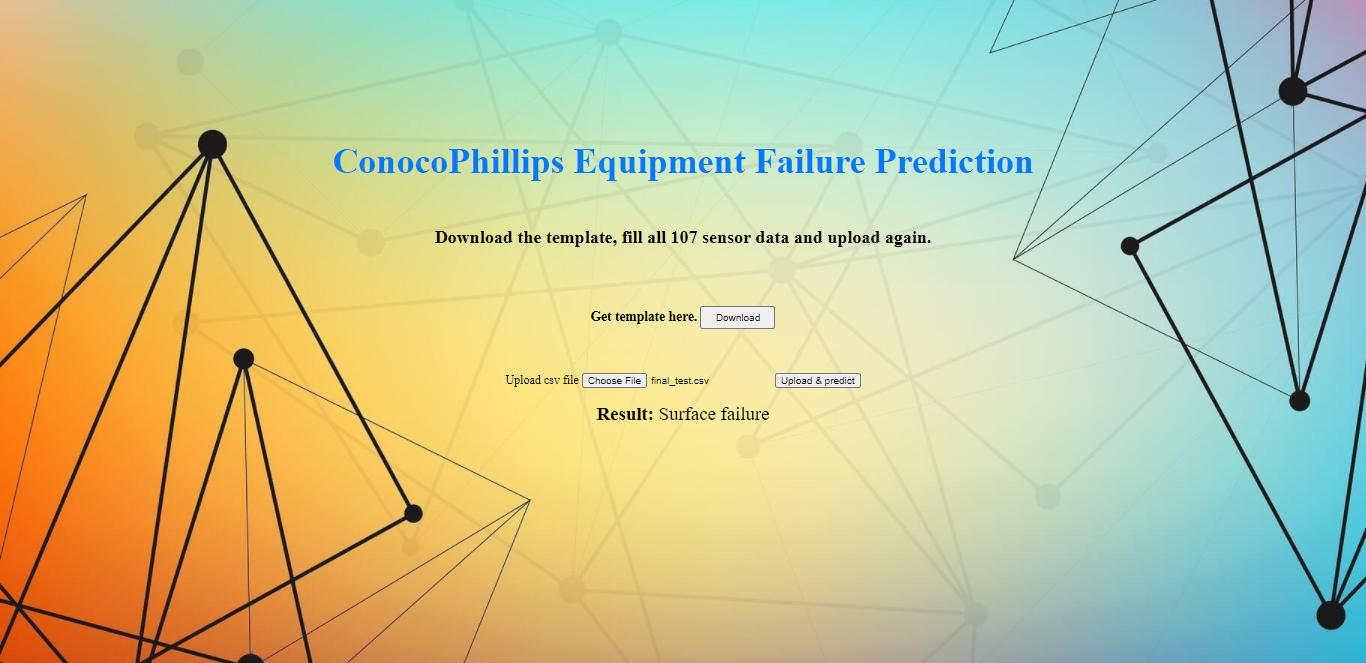 ConocoPhillips Equipment Failure Prediction
Download the template, fill all 107 sensor data and upload again.
Get template here. Download
Upload csv file Choose File final_test.csv Upload & predict
Result: Surface failure